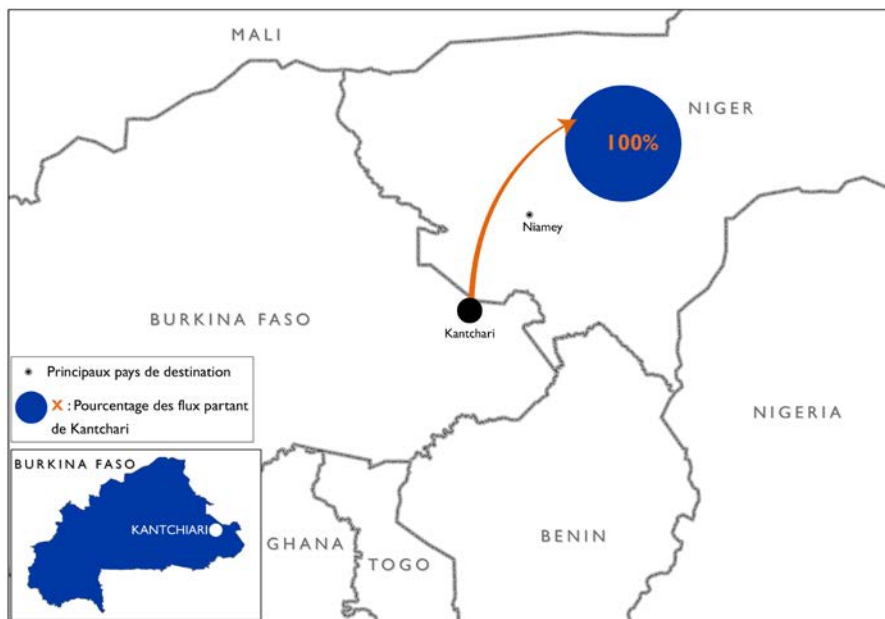 MALI
NIGER
100%
Niamey
BURKINA FASO
Kantchari
Principaux pays de destination
X : Pourcentage des flux partant
de Kantchari
NIGERIA
BURKINA FASO
KANTCHIARI
GHANA
TOGO
BENIN